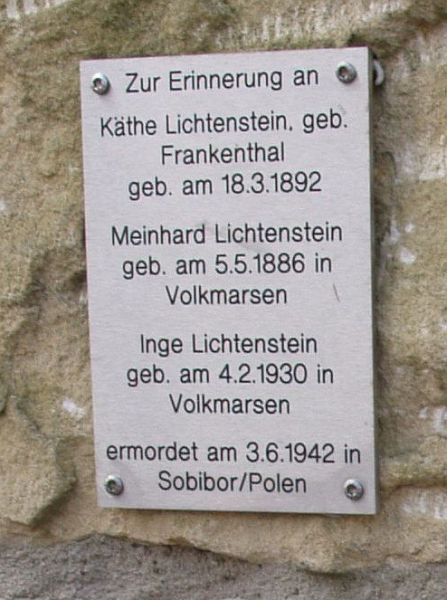 Zur Erinnerung an
Käthe Lichtenstein, geb.
Frankenthal
geb. am 18.3.1892
Meinhard Lichtenstein
geb. am 5.5.1886 in
Volkmarsen
Inge Lichtenstein
geb. am 4.2.1930 in
Volkmarsen
ermordet am 3.6.1942 in
Sobibor/Polen